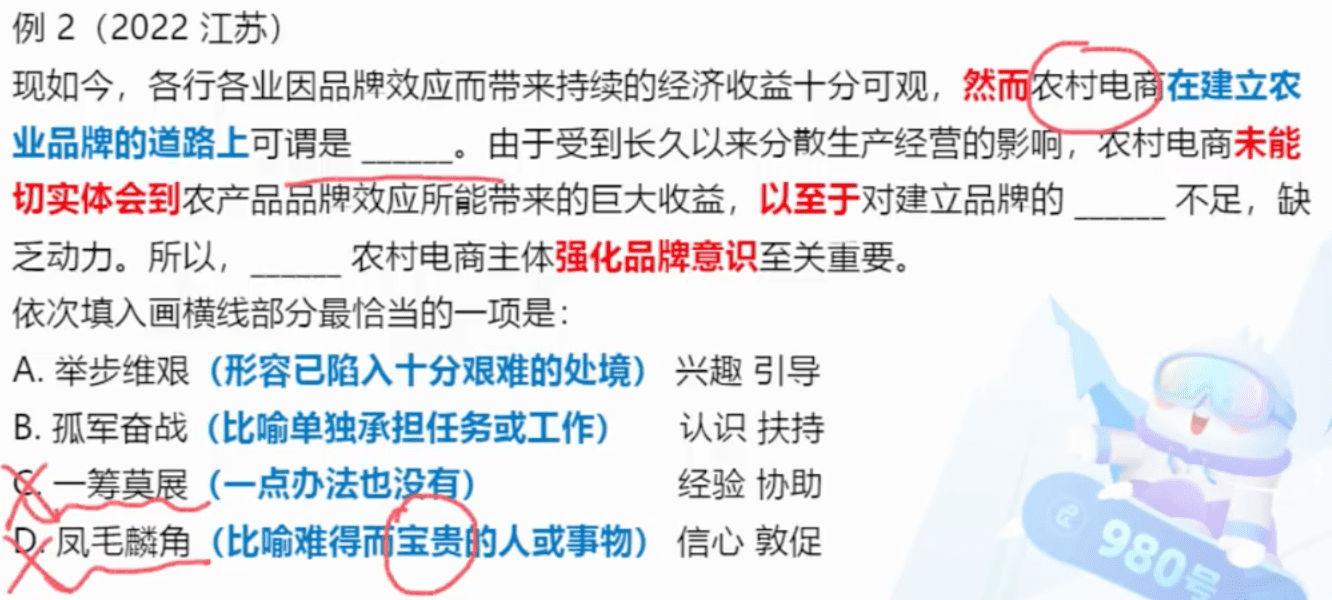 例 2（2022 江苏）
现如今，各行各业因品牌效应而带来持续的经济收益十分可观，然而农村电商在建立农
业品牌的道路上可谓是 ______。由于受到长久以来分散生产经营的影响，农村电商未能
切实体会到农产品品牌效应所能带来的巨大收益，以至于对建立品牌的 ______ 不足，缺
乏动力。所以，______ 农村电商主体强化品牌意识至关重要。
依次填入画横线部分最恰当的一项是：
A. 举步维艰（形容已陷入十分艰难的处境） 兴趣 引导
B. 孤军奋战（比喻单独承担任务或工作） 认识 扶持
C. 一筹莫展（一点办法也没有） 经验 协助
D. 凤毛麟角（比喻难得而宝贵的人或事物） 信心 敦促
980号